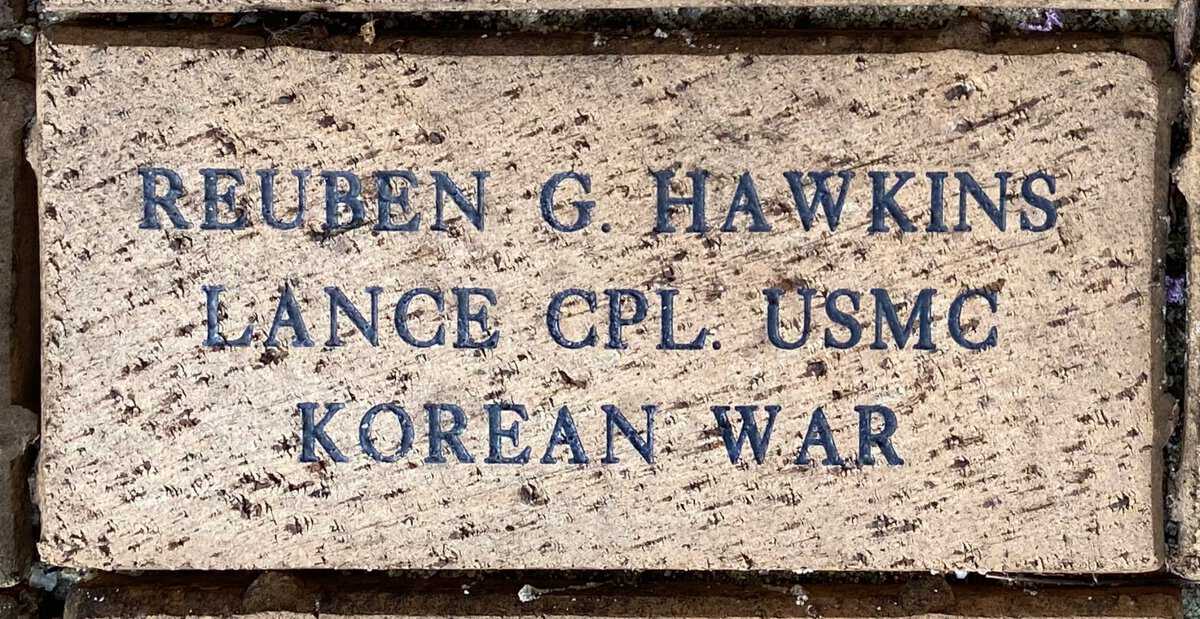 REUBEN G. HAWKINS
LANCE CPL. USMC
KOREAN WAR